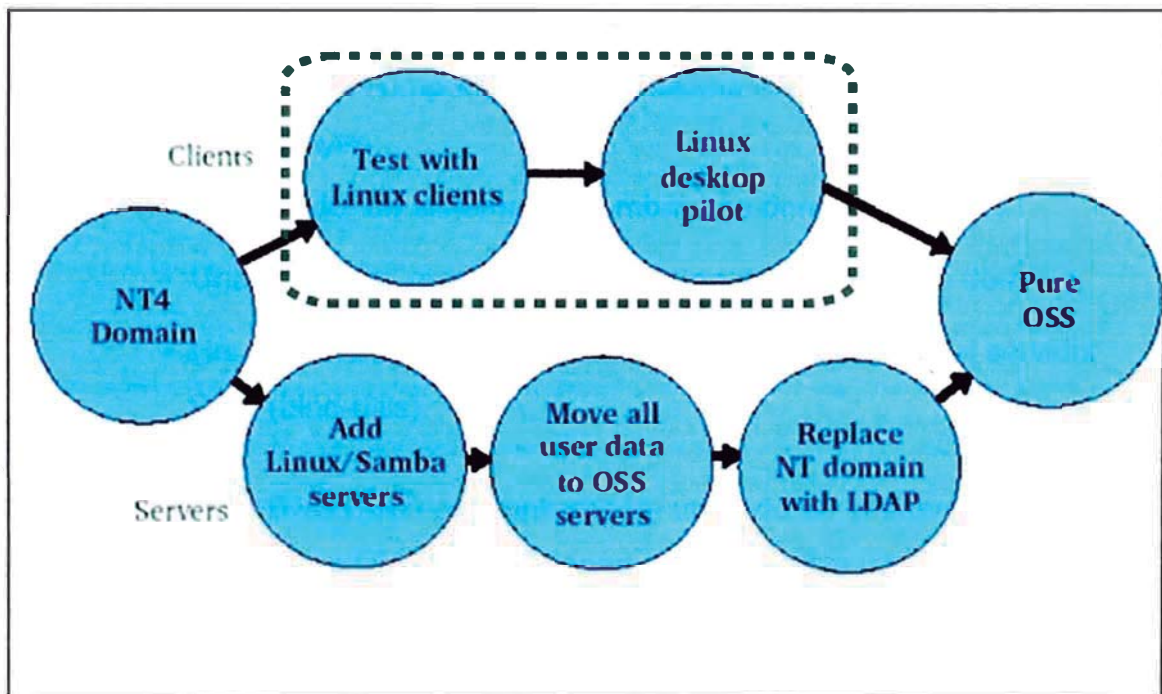 Clients
Test with
Linux clients
Linux
desktop
pilot
NT4
Domain
Pure
OSS
Servers
Add
Linux/Samba
servers
Move all
user data
to OSS
servers
Replace
NT domain
with LDAP